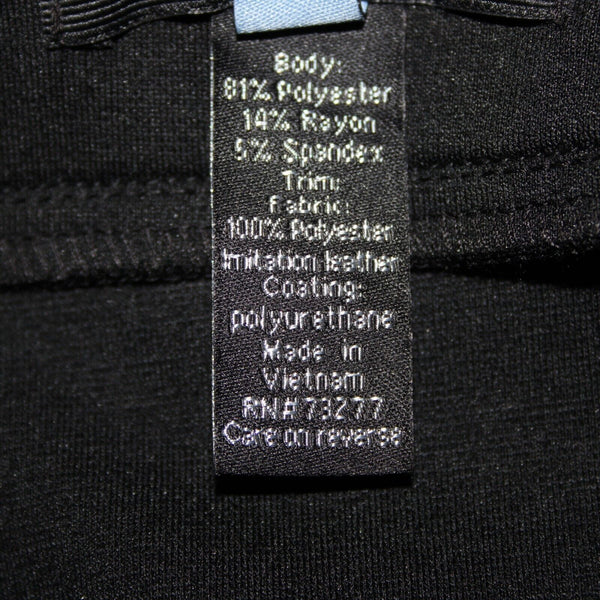 Body:
81% Polyester
14% Rayon
5% Spandex
Trim:
Fabric:
100% Polyester
Imitation leather
Coating:
polyurethane
Made in
Vietnam
RN#73277
Care on reverse